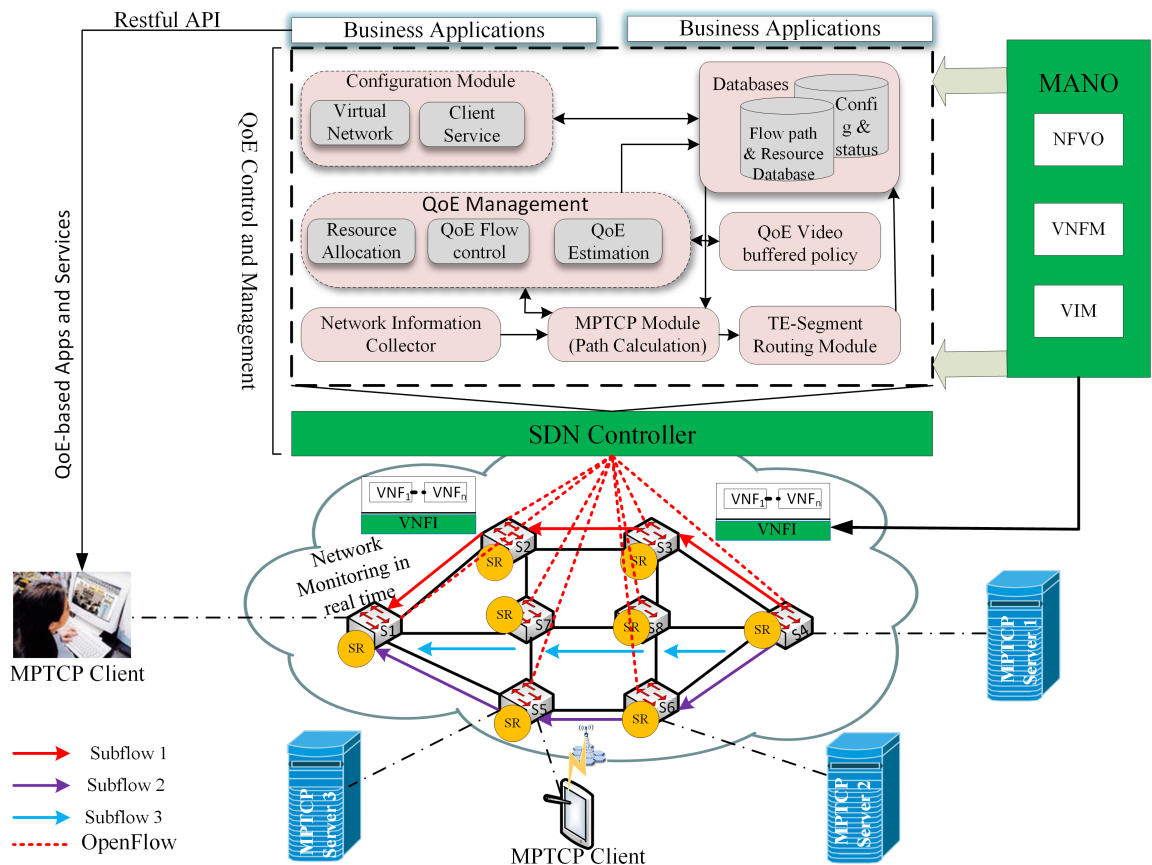 Restful API
Business Applications
Business Applications
QoE Control and Management
QoE-based Apps and Services
Configuration Module
Virtual
Network
Client
Service
Databases
Confi
g &
status
Flow path
& Resource
Database
MANO
NFVO
VNFM
VIM
QoE Management
Resource
Allocation
QoE Flow
control
QoE
Estimation
QoE Video
buffered policy
Network Information
Collector
MPTCP Module
(Path Calculation)
TE-Segment
Routing Module
SDN Controller
VNF1
VNFn
VNFI
VNF1
VNFn
VNFI
Network
Monitoring in
real time
S2
SR
S3
SR
S1
SR
S7
SR
S8
SR
S4
SR
S5
SR
S6
SR
MPTCP Client
MPTCP
Server 1
MPTCP
Server 2
MPTCP
Server 3
MPTCP Client
Subflow 1
Subflow 2
Subflow 3
OpenFlow